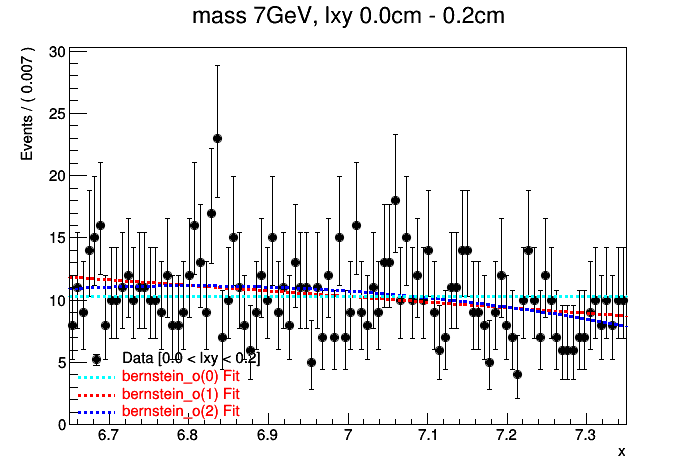 mass 7GeV, lxy 0.0cm - 0.2cm
Events / ( 0.007 )
30
25
20
15
10
5
0
Data [0.0 < lxy < 0.2]
bernstein_o(0) Fit
bernstein_o(1) Fit
bernstein_o(2) Fit
6.7 6.8 6.9 7 7.1 7.2 7.3
x